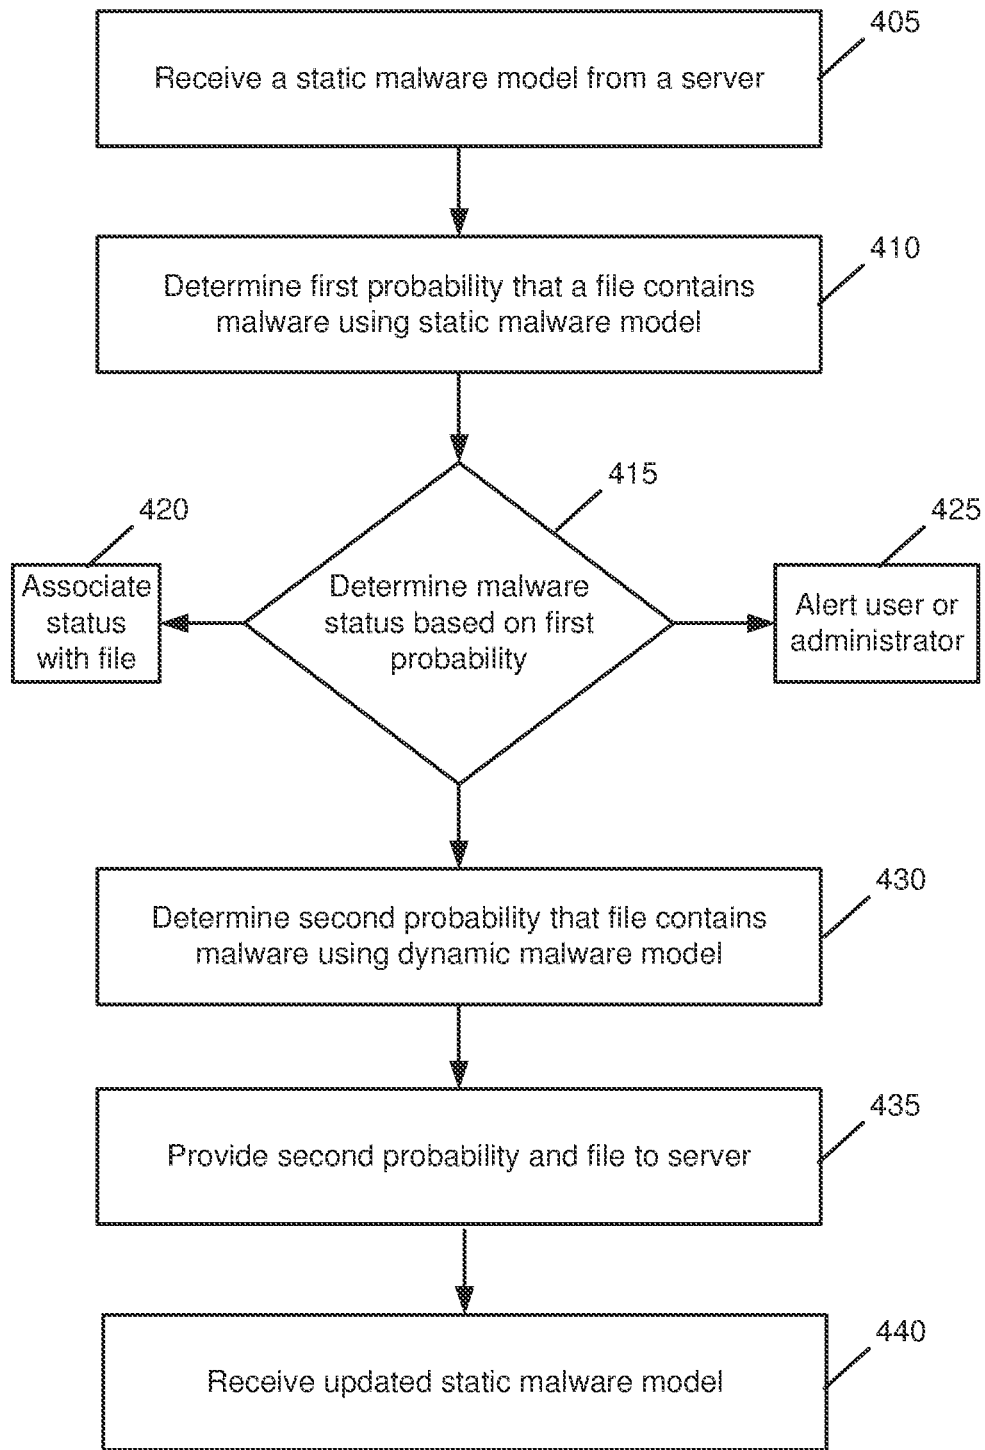 405
Receive a static malware model from a server
410
Determine first probability that a file contains
malware using static malware model
415
420
425
Associate
status
with file
Determine malware
status based on first
probability
Alert user or
administrator
430
Determine second probability that file contains
malware using dynamic malware model
435
Provide second probability and file to server
440
Receive updated static malware model